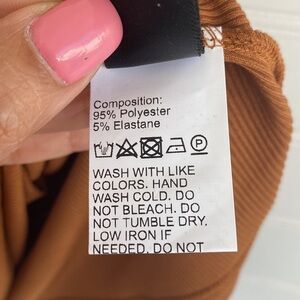 Composition:
95% Polyester
5% Elastane
WASH WITH LIKE
COLORS. HAND
WASH COLD. DO
NOT BLEACH. DO
NOT TUMBLE DRY.
LOW IRON IF
NEEDED. DO NOT